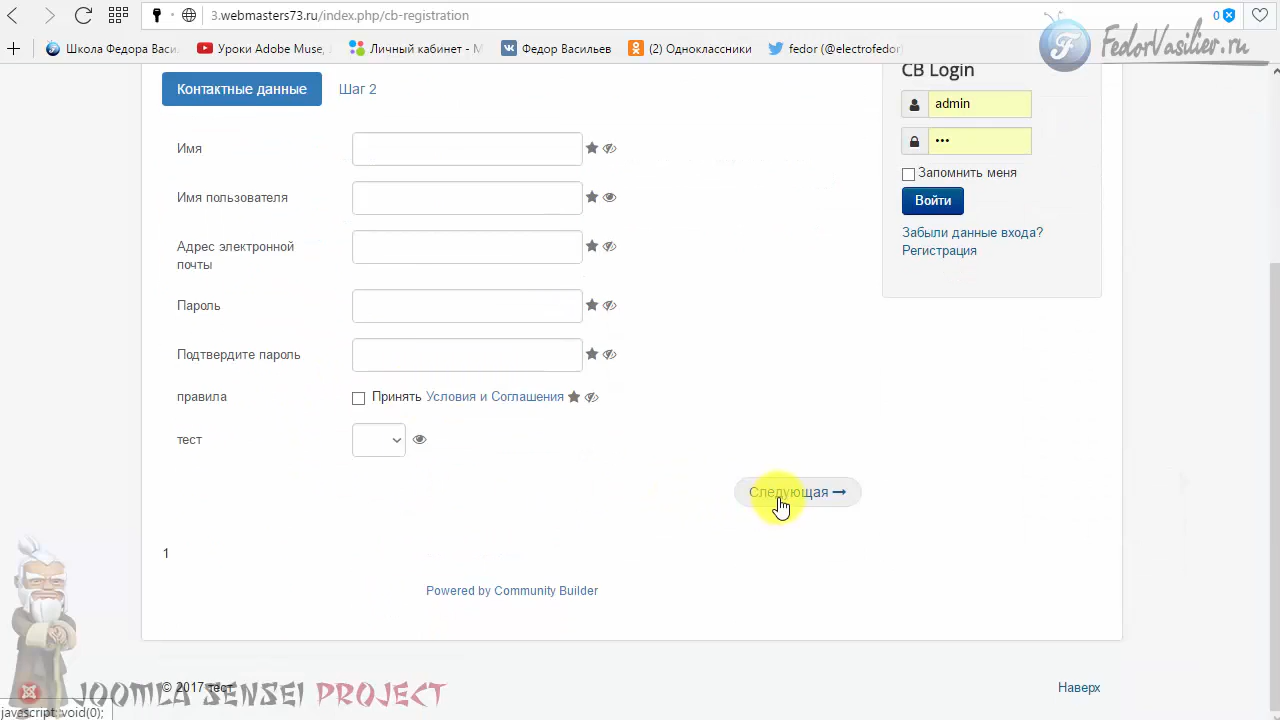 3.webmasters73.ru/index.php/cb-registration
0
Школа Федора Васи
Уроки Adobe Muse,
Личный кабинет - М
Федор Васильев
(2) Одноклассники
fedor (@electrofedor)
FedorVasiliev.ru
Контактные данные
Шаг 2
CB Login
admin
•••
Запомнить меня
Войти
Забыли данные входа?
Регистрация
Имя
Имя пользователя
Адрес электронной
почты
Пароль
Подтвердите пароль
правила
Принять Условия и Соглашения
тест
Следующая
1
Powered by Community Builder
© 2017 тест
Наверх
JOOMLA SENSEI PROJECT
javascript: void(0);